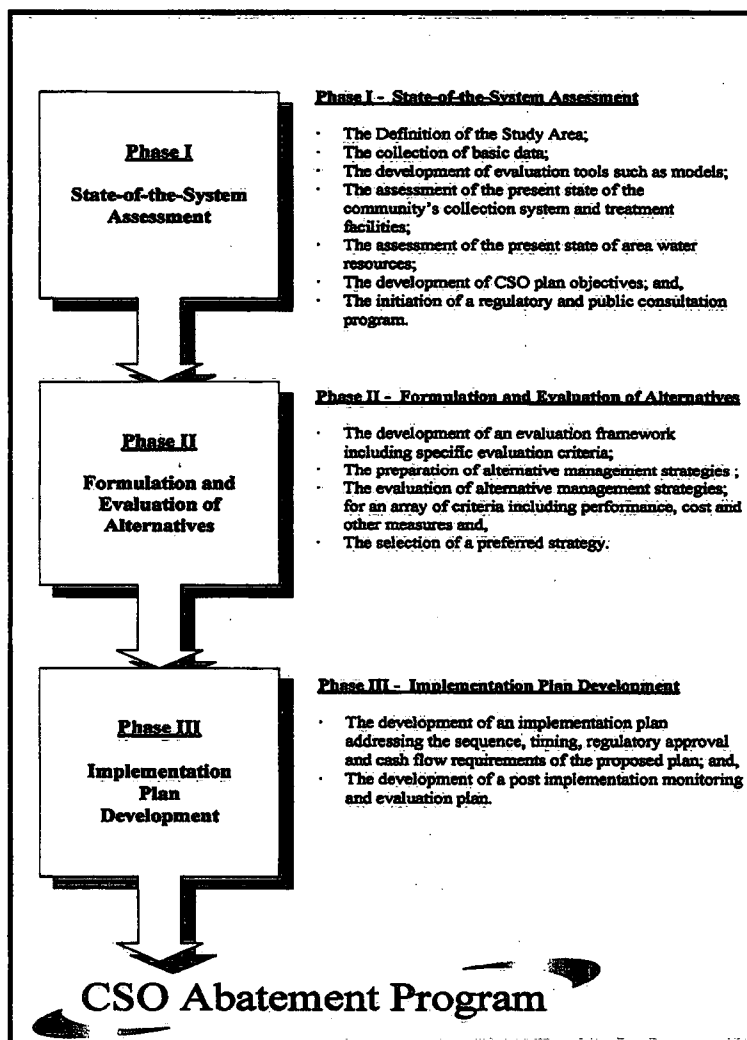 Phase I
State-of-the-System
Assessment
Phase I - State-of-the-System Assessment
· The Definition of the Study Area;
· The collection of basic data;
· The development of evaluation tools such as models;
· The assessment of the present state of the
community's collection system and treatment
facilities;
· The assessment of the present state of area water
resources;
· The development of CSO plan objectives; and,
· The initiation of a regulatory and public consultation
program.
Phase II
Formulation and
Evaluation of
Alternatives
Phase II - Formulation and Evaluation of Alternatives
· The development of an evaluation framework
including specific evaluation criteria;
· The preparation of alternative management strategies ;
· The evaluation of alternative management strategies;
for an array of criteria including performance, cost and
other measures and,
· The selection of a preferred strategy.
Phase III
Implementation
Plan
Development
Phase III - Implementation Plan Development
· The development of an implementation plan
addressing the sequence, timing, regulatory approval
and cash flow requirements of the proposed plan; and,
· The development of a post implementation monitoring
and evaluation plan.
CSO Abatement Program